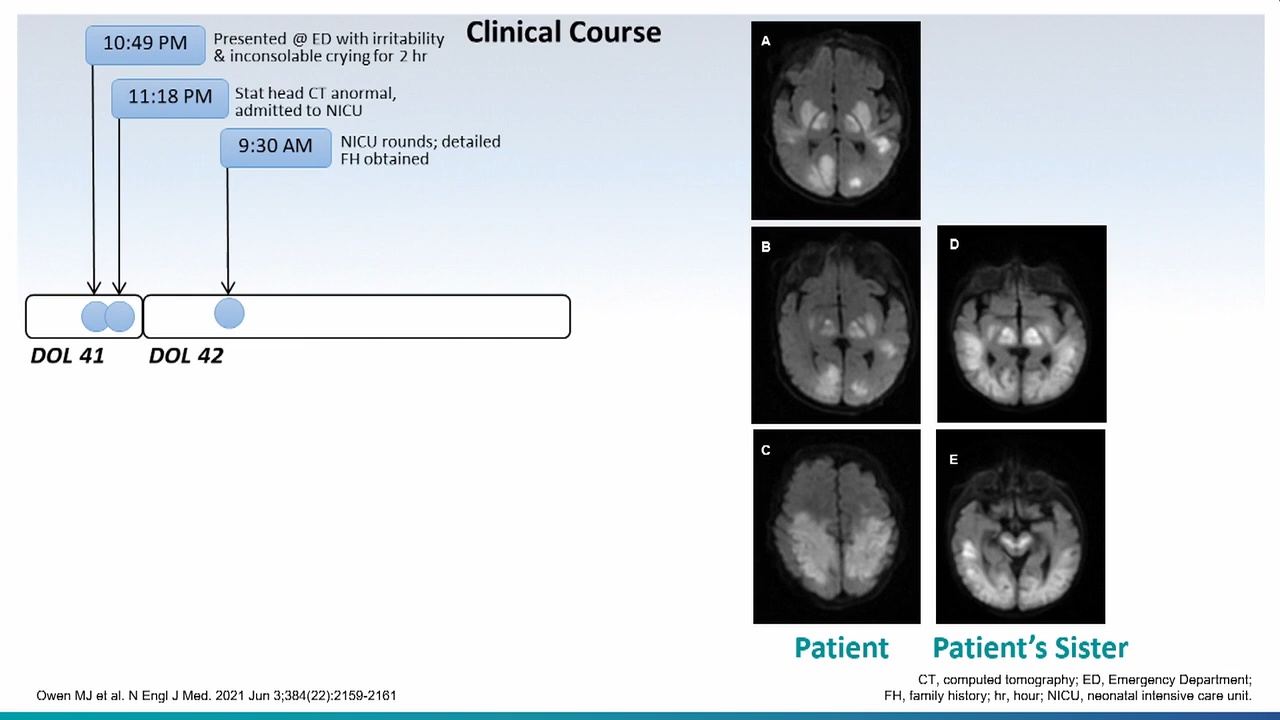 Clinical Course
10:49 PM
Presented @ ED with irritability
& inconsolable crying for 2 hr
11:18 PM
Stat head CT anormal,
admitted to NICU
9:30 AM
NICU rounds; detailed
FH obtained
DOL 41
DOL 42
A
B
C
D
E
Patient
Patient's Sister
CT, computed tomography; ED, Emergency Department;
FH, family history; hr, hour; NICU, neonatal intensive care unit.
Owen MJ et al. N Engl J Med. 2021 Jun 3;384(22):2159-2161